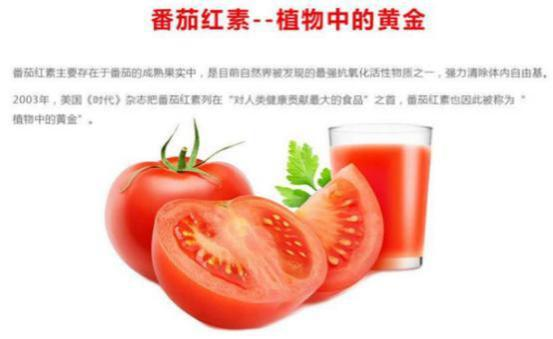 番茄红素--植物中的黄金
番茄红素主要存在于番茄的成熟果实中，是目前自然界被发现的最强抗氧化活性物质之一，强力清除体内自由基。
2003年，美国《时代》杂志把番茄红素列在“对人类健康贡献最大的食品”之首，番茄红素也因此被称为“
植物中的黄金”。